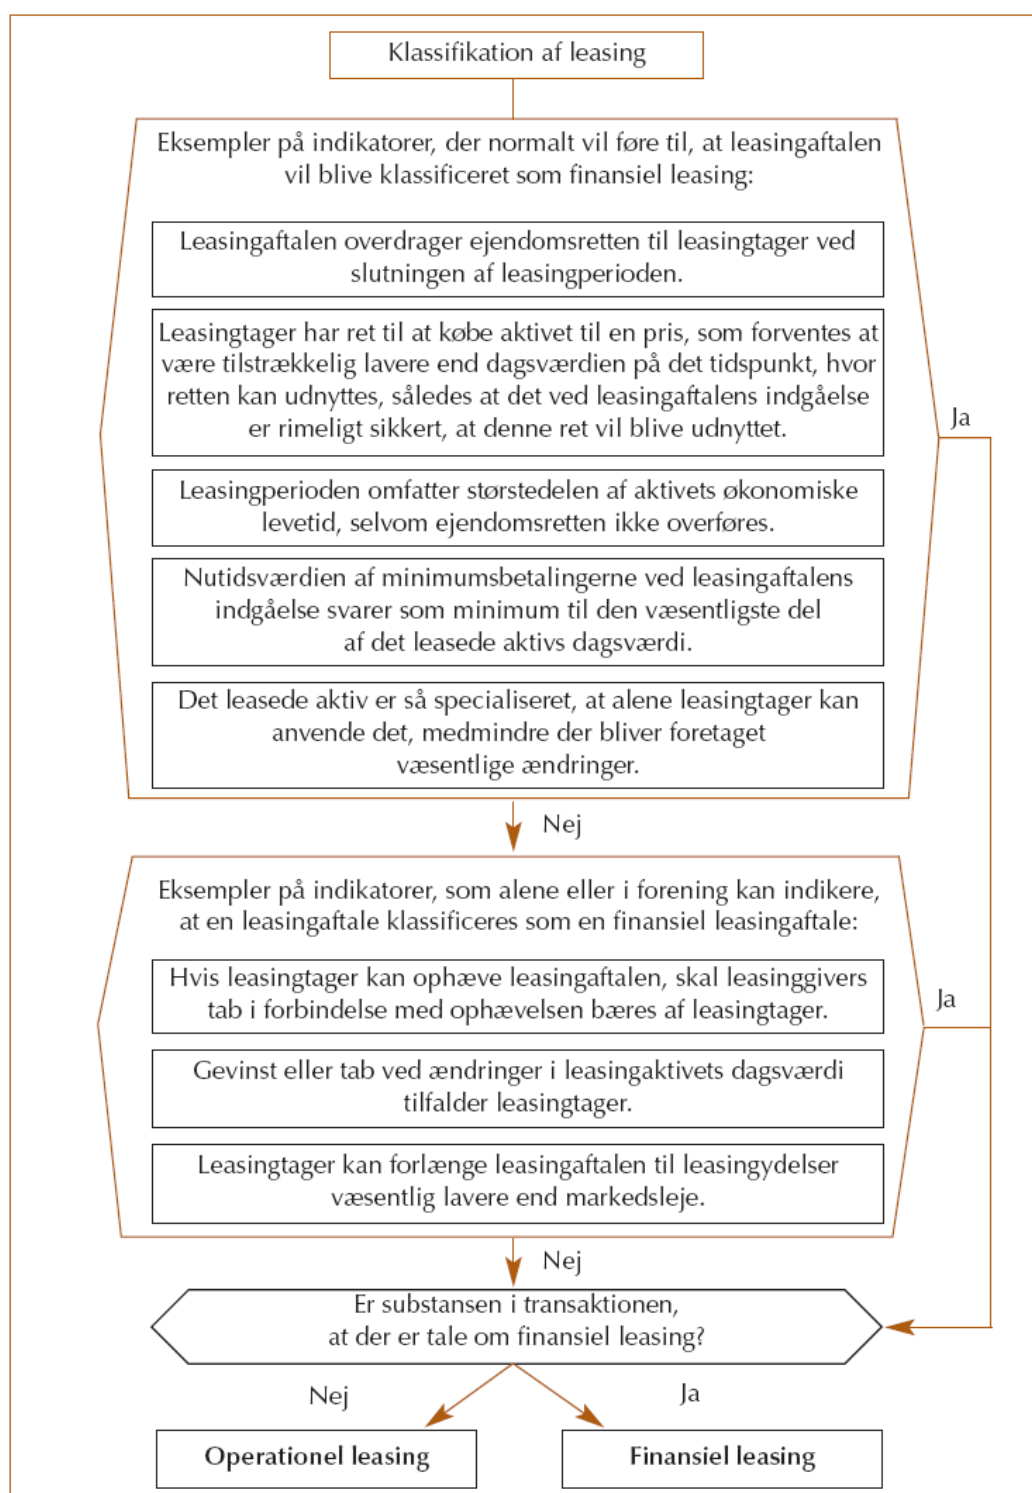 Klassifikation af leasing
Eksempler på indikatorer, der normalt vil føre til, at leasingaftalen
vil blive klassificeret som finansiel leasing:
Leasingaftalen overdrager ejendomsretten til leasingtager ved
slutningen af leasingperioden.
Leasingtager har ret til at købe aktivet til en pris, som forventes at
være tilstrækkelig lavere end dagsværdien på det tidspunkt, hvor
retten kan udnyttes, således at det ved leasingaftalens indgåelse
er rimeligt sikkert, at denne ret vil blive udnyttet.
Ja
Leasingperioden omfatter størstedelen af aktivets økonomiske
levetid, selvom ejendomsretten ikke overføres.
Nutidsværdien af minimumsbetalingerne ved leasingaftalens
indgåelse svarer som minimum til den væsentligste del
af det leasede aktivs dagsværdi.
Det leasede aktiv er så specialiseret, at alene leasingtager kan
anvende det, medmindre der bliver foretaget
væsentlige ændringer.
Nej
Eksempler på indikatorer, som alene eller i forening kan indikere,
at en leasingaftale klassificeres som en finansiel leasingaftale:
Hvis leasingtager kan ophæve leasingaftalen, skal leasinggivers
tab i forbindelse med ophævelsen bæres af leasingtager.
Ja
Gevinst eller tab ved ændringer i leasingaktivets dagsværdi
tilfalder leasingtager.
Leasingtager kan forlænge leasingaftalen til leasingydelser
væsentlig lavere end markedsleje.
Nej
Er substansen i transaktionen,
at der er tale om finansiel leasing?
Nej
Ja
Operationel leasing
Finansiel leasing